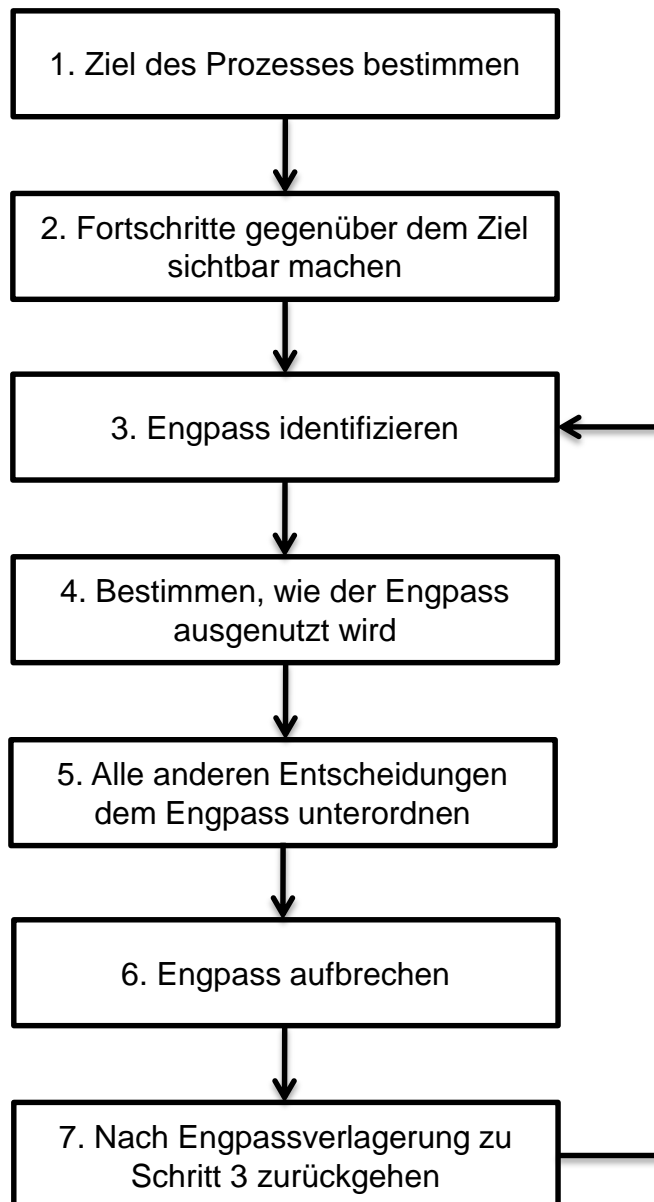 1. Ziel des Prozesses bestimmen
2. Fortschritte gegenüber dem Ziel
sichtbar machen
3. Engpass identifizieren
4. Bestimmen, wie der Engpass
ausgenutzt wird
5. Alle anderen Entscheidungen
dem Engpass unterordnen
6. Engpass aufbrechen
7. Nach Engpassverlagerung zu
Schritt 3 zurückgehen